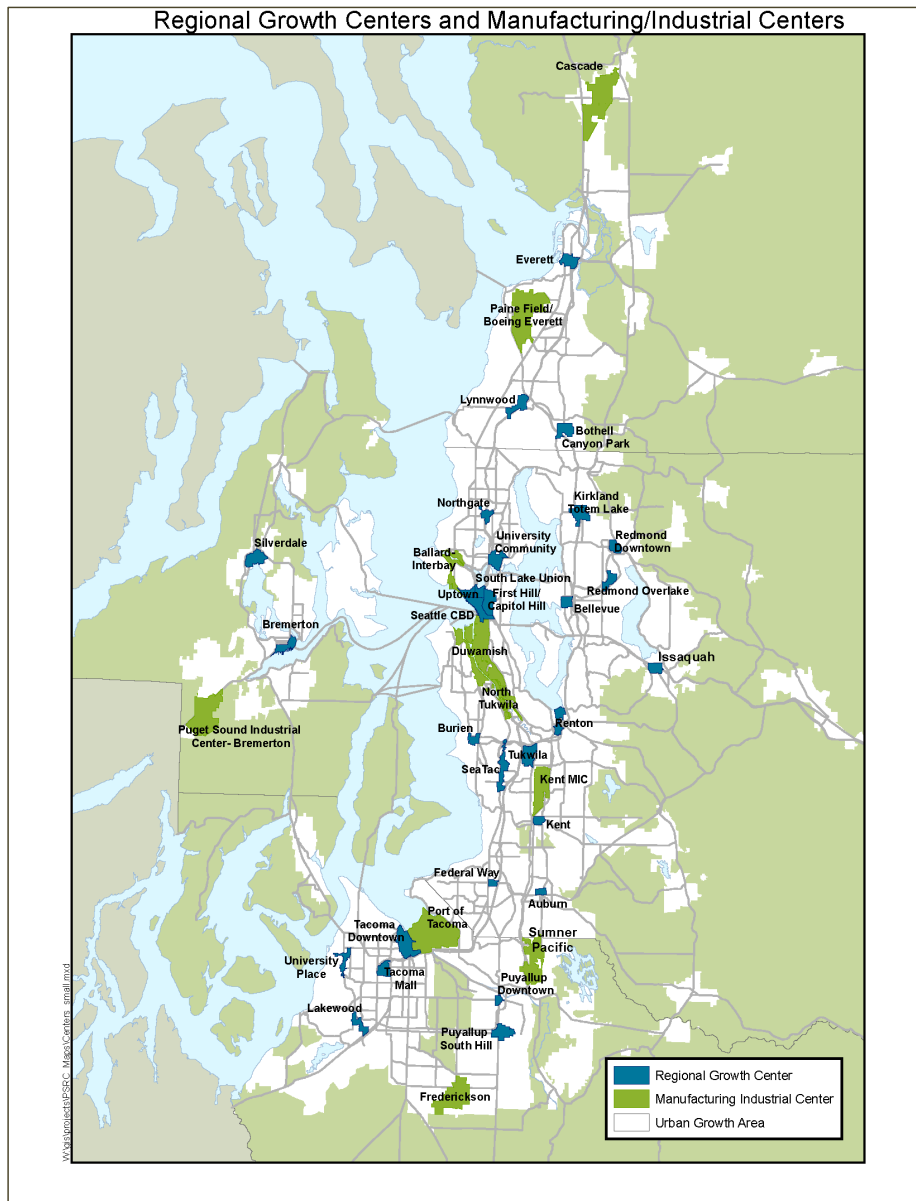 Regional Growth Centers and Manufacturing/Industrial Centers
Cascade
Everett
Paine Field/
Boeing Everett
Lynnwood
Bothell
Canyon Park
Northgate
Kirkland
Totem Lake
University
Community
Redmond
Downtown
Silverdale
Ballard-
Interbay
South Lake Union
Uptown
First Hill/
Capitol Hill
Redmond Overlake
Bellevue
Seattle CBD
Bremerton
Duwamish
Issaquah
North
Tukwila
Puget Sound Industrial
Center- Bremerton
Burien
Renton
Tukwila
SeaTac
Kent MIC
Kent
Federal Way
Auburn
Port of
Tacoma
Tacoma
Downtown
Sumner
Pacific
University
Place
Tacoma
Mall
Puyallup
Downtown
Lakewood
Puyallup
South Hill
Frederickson
Regional Growth Center
Manufacturing Industrial Center
Urban Growth Area